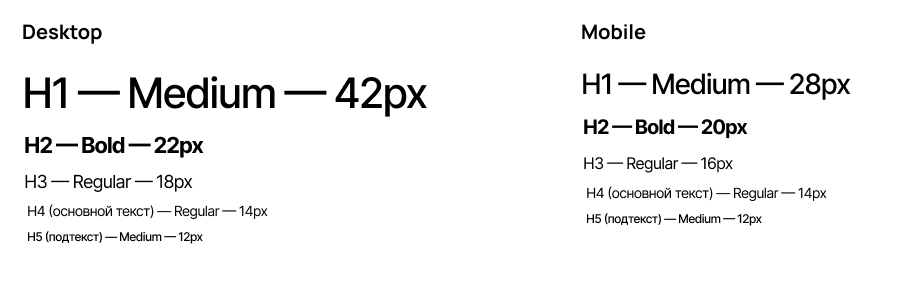 Desktop
H1 — Medium — 42px
H2 — Bold — 22px
H3 — Regular — 18px
H4 (основной текст) — Regular — 14px
H5 (подтекст) — Medium — 12px
Mobile
H1 — Medium — 28px
H2 — Bold — 20px
H3 — Regular — 16px
H4 (основной текст) — Regular — 14px
H5 (подтекст) — Medium — 12px